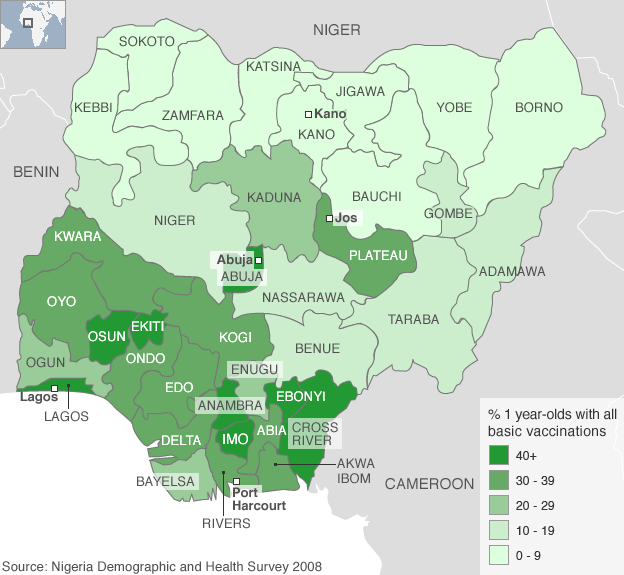 NIGER
SOKOTO
KATSINA
JIGAWA
KEBBI
ZAMFARA
Kano
KANO
YOBE
BORNO
BENIN
KADUNA
BAUCHI
GOMBE
NIGER
Jos
KWARA
Abuja
ABUJA
PLATEAU
ADAMAWA
OYO
NASSARAWA
TARABA
OSUN
EKITI
KOGI
BENUE
OGUN
ONDO
ENUGU
EDO
Lagos
LAGOS
ANAMBRA
EBONYI
DELTA
IMO
ABIA
CROSS
RIVER
BAYELSA
AKWA
IBOM
Port
Harcourt
RIVERS
CAMEROON
% 1 year-olds with all
basic vaccinations
40+
30 - 39
20 - 29
10 - 19
0 - 9
Source: Nigeria Demographic and Health Survey 2008